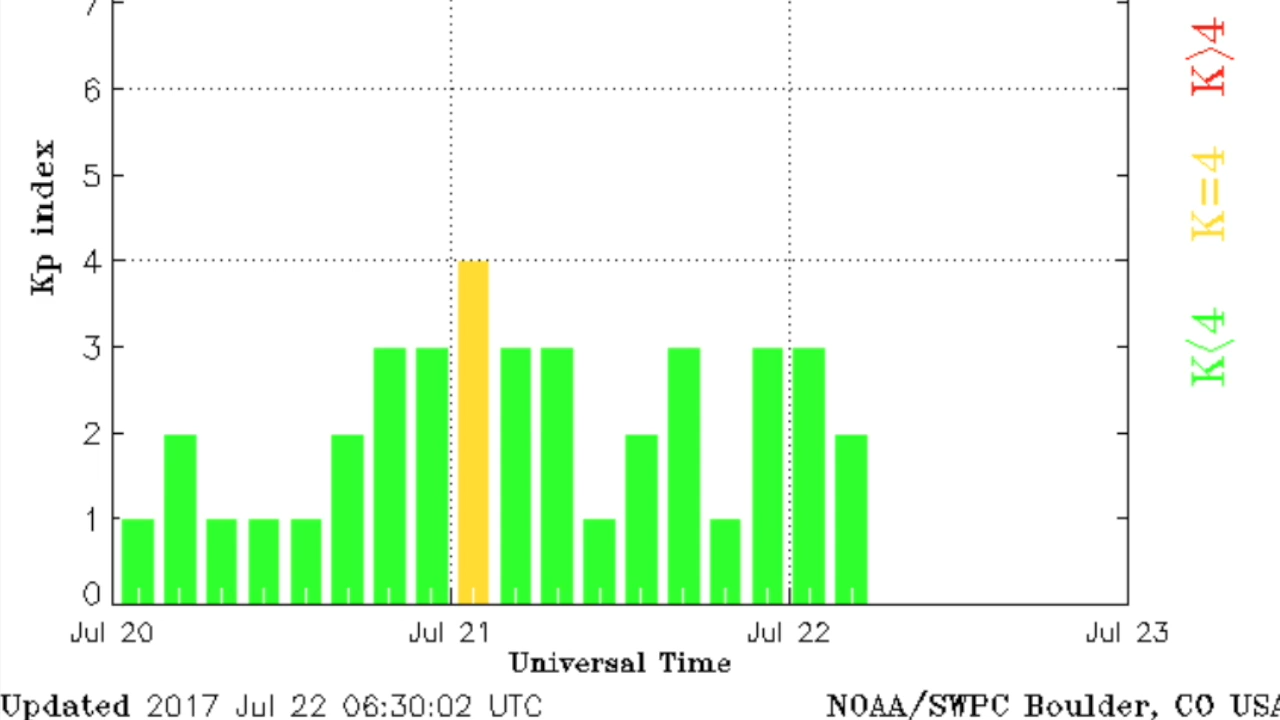 7
6
5
4
3
2
1
0
Kp index
K>4
K=4
K<4
Jul 20 Jul 21 Jul 22 Jul 23
Universal Time
Updated 2017 Jul 22 06:30:02 UTC NOAA/SWPC Boulder, CO USA